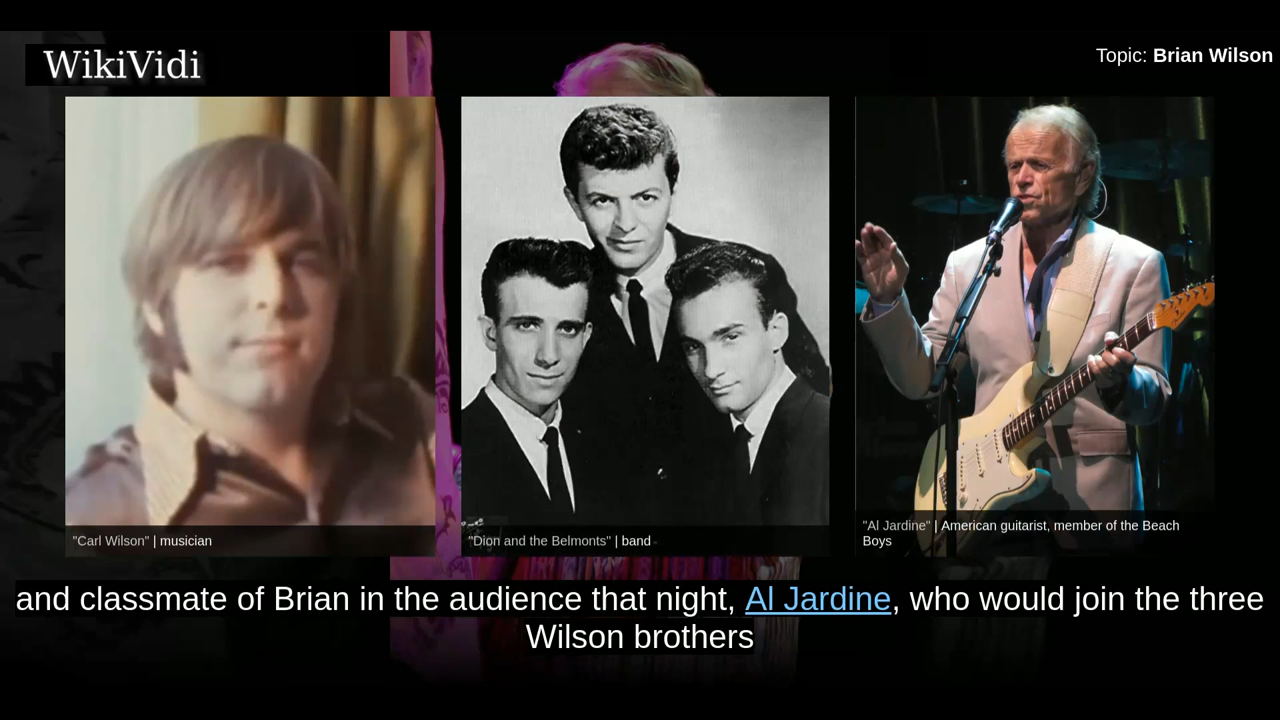 WikiVidi
Topic: Brian Wilson
"Carl Wilson" | musician
"Dion and the Belmonts" | band
"Al Jardine" | American guitarist, member of the Beach
Boys
and classmate of Brian in the audience that night, Al Jardine, who would join the three
Wilson brothers